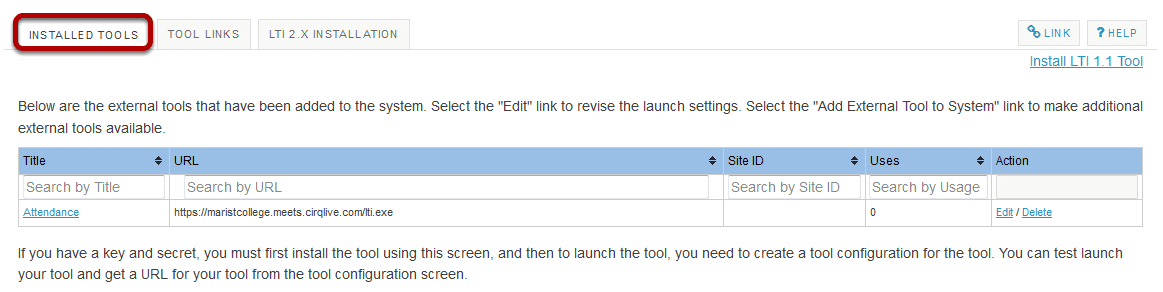 INSTALLED TOOLS TOOL LINKS LTI 2.X INSTALLATION LINK ? HELP
Install LTI 1.1 Tool
Below are the external tools that have been added to the system. Select the "Edit" link to revise the launch settings. Select the "Add External Tool to System" link to make additional
external tools available.
Title URL Site ID Uses Action
Search by Title Search by URL Search by Site ID Search by Usage
Attendance https://maristcollege.meets.cirqlive.com/lti.exe 0 Edit / Delete
If you have a key and secret, you must first install the tool using this screen, and then to launch the tool, you need to create a tool configuration for the tool. You can test launch
your tool and get a URL for your tool from the tool configuration screen.